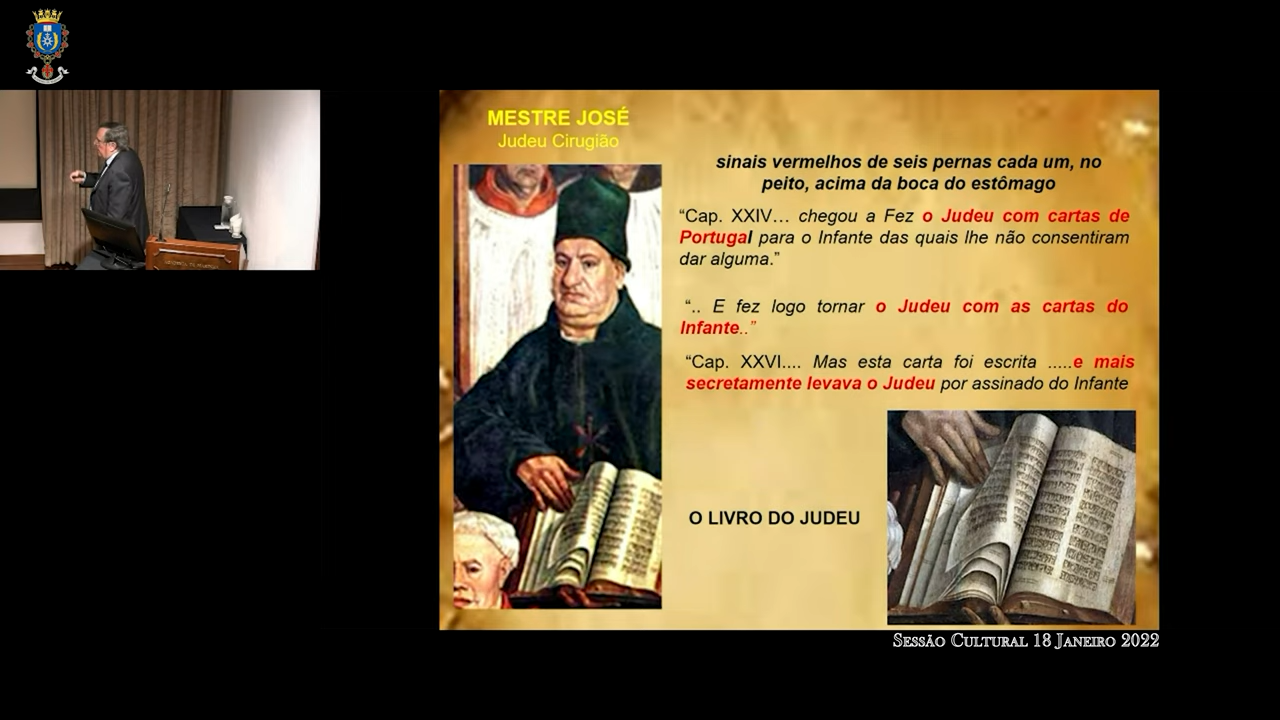 MESTRE JOSÉ
Judeu Cirugião
sinais vermelhos de seis pernas cada um, no
peito, acima da boca do estômago
“Cap. XXIV… chegou a Fez o Judeu com cartas de
Portugal para o Infante das quais lhe não consentiram
dar alguma.”
“.. E fez logo tornar o Judeu com as cartas do
Infante..”
“Cap. XXVI.... Mas esta carta foi escrita .....e mais
secretamente levava o Judeu por assinado do Infante
O LIVRO DO JUDEU
Sessão Cultural 18 Janeiro 2022